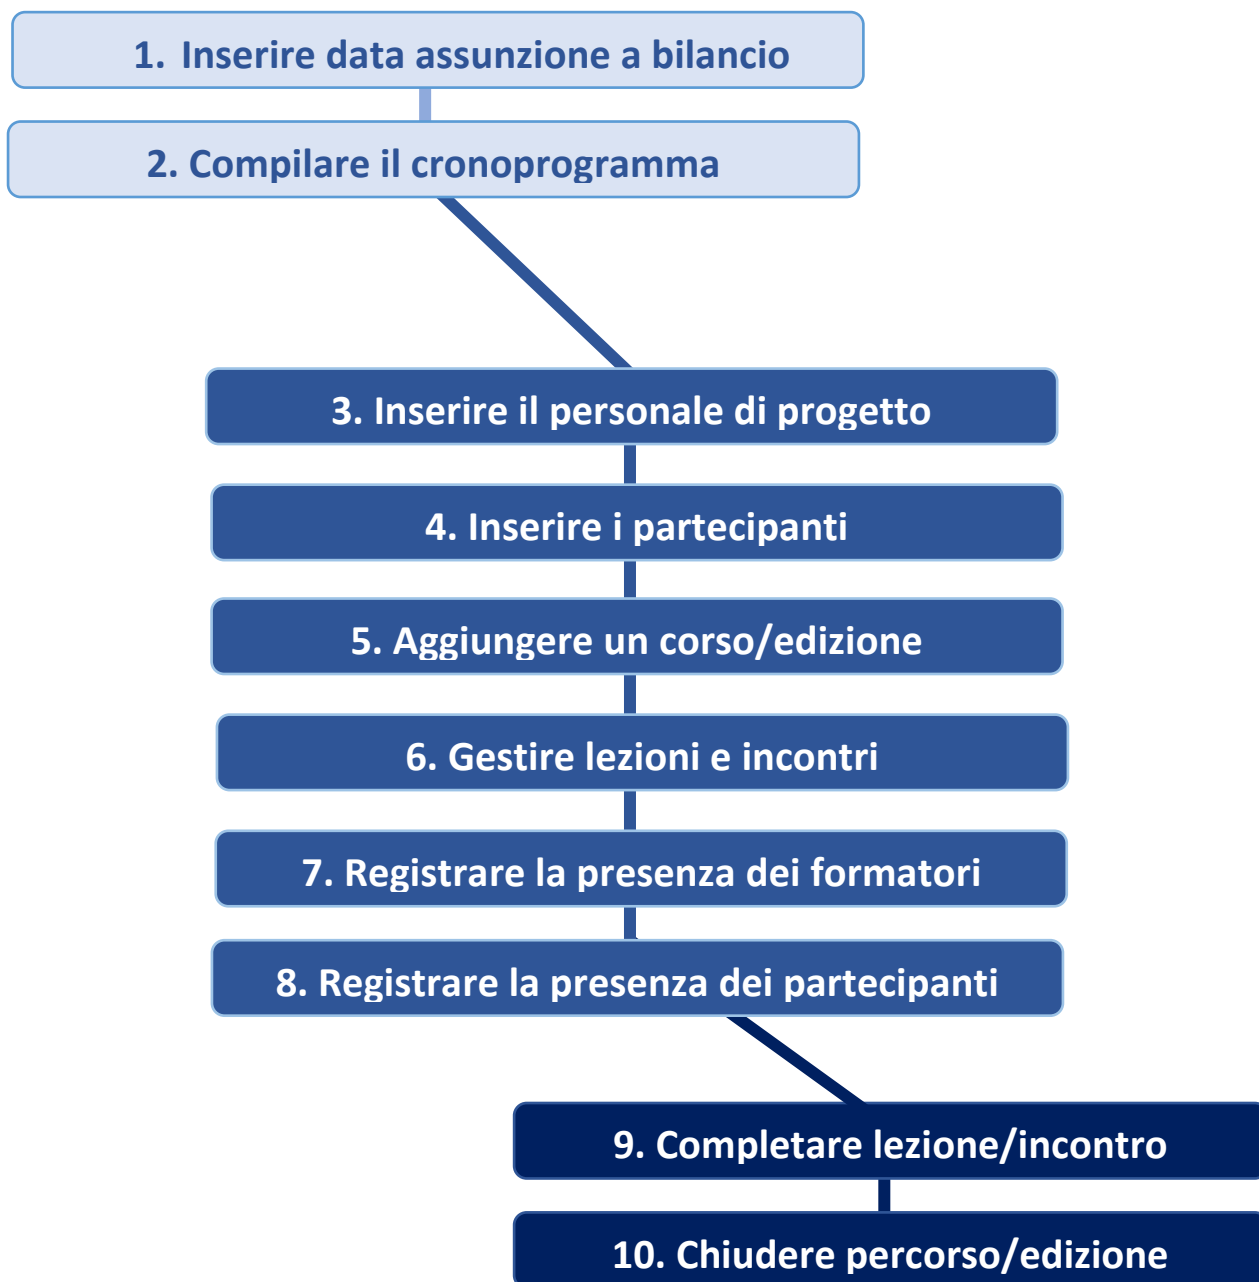 1. Inserire data assunzione a bilancio
2. Compilare il cronoprogramma
3. Inserire il personale di progetto
4. Inserire i partecipanti
5. Aggiungere un corso/edizione
6. Gestire lezioni e incontri
7. Registrare la presenza dei formatori
8. Registrare la presenza dei partecipanti
9. Completare lezione/incontro
10. Chiudere percorso/edizione